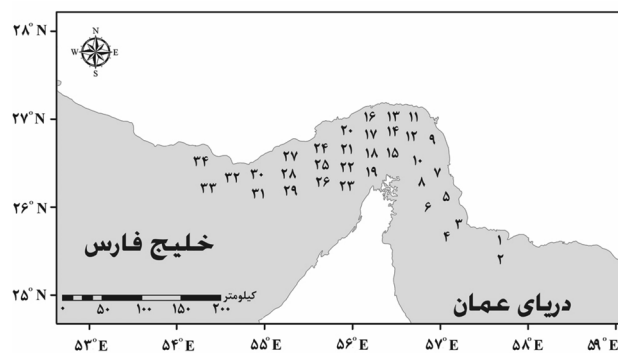 ۲۸° N
N
W E
S
۲۷° N
۱۶ ۱۳ ۱۱
۲۰ ۱۷ ۱۴ ۱۲ ۹
۳۴ ۲۷ ۲۴ ۲۱ ۱۸ ۱۵ ۱۰
۳۲ ۳۰ ۲۸ ۲۵ ۲۲ ۱۹ ۷
۳۳ ۳۱ ۲۹ ۲۶ ۲۳ ۸ ۵
۲۶° N
۶
۳
۴ ۱
۲
خلیج فارس
۲۵° N
کیلومتر
۰ ۵۰ ۱۰۰ ۱۵۰ ۲۰۰
دریای عمان
۵۳° E ۵۴° E ۵۵° E ۵۶° E ۵۷° E ۵۸° E ۵۹° E